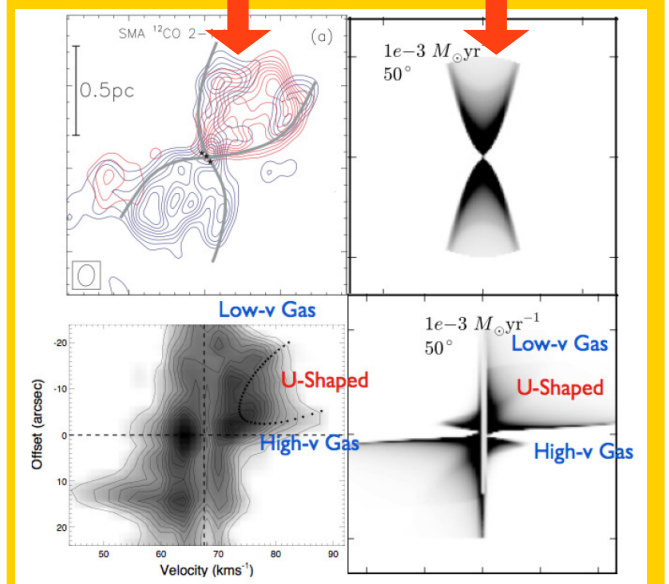 SMA ¹²CO 2-
(a)
0.5pc
1e−3 M⊙yr
50°
Low-v Gas
-20
-10
0
10
20
Offset (arcsec)
U-Shaped
High-v Gas
50 60 70 80 90
Velocity (kms⁻¹)
1e−3 M⊙yr⁻¹
50°
Low-v Gas
U-Shaped
High-v Gas